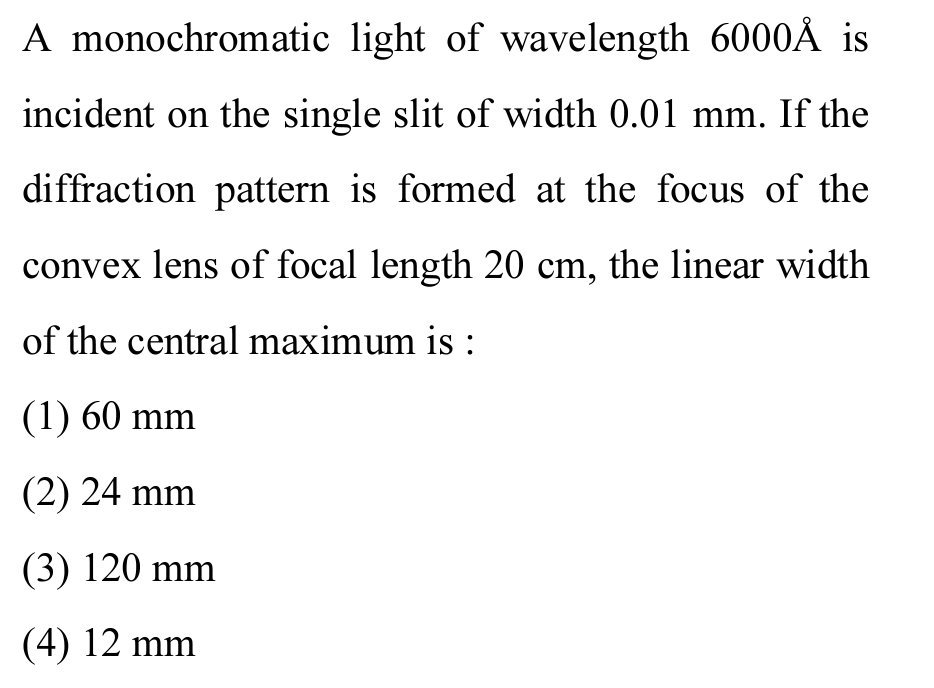 A monochromatic light of wavelength 6000Å is
incident on the single slit of width 0.01 mm. If the
diffraction pattern is formed at the focus of the
convex lens of focal length 20 cm, the linear width
of the central maximum is :
(1) 60 mm
(2) 24 mm
(3) 120 mm
(4) 12 mm